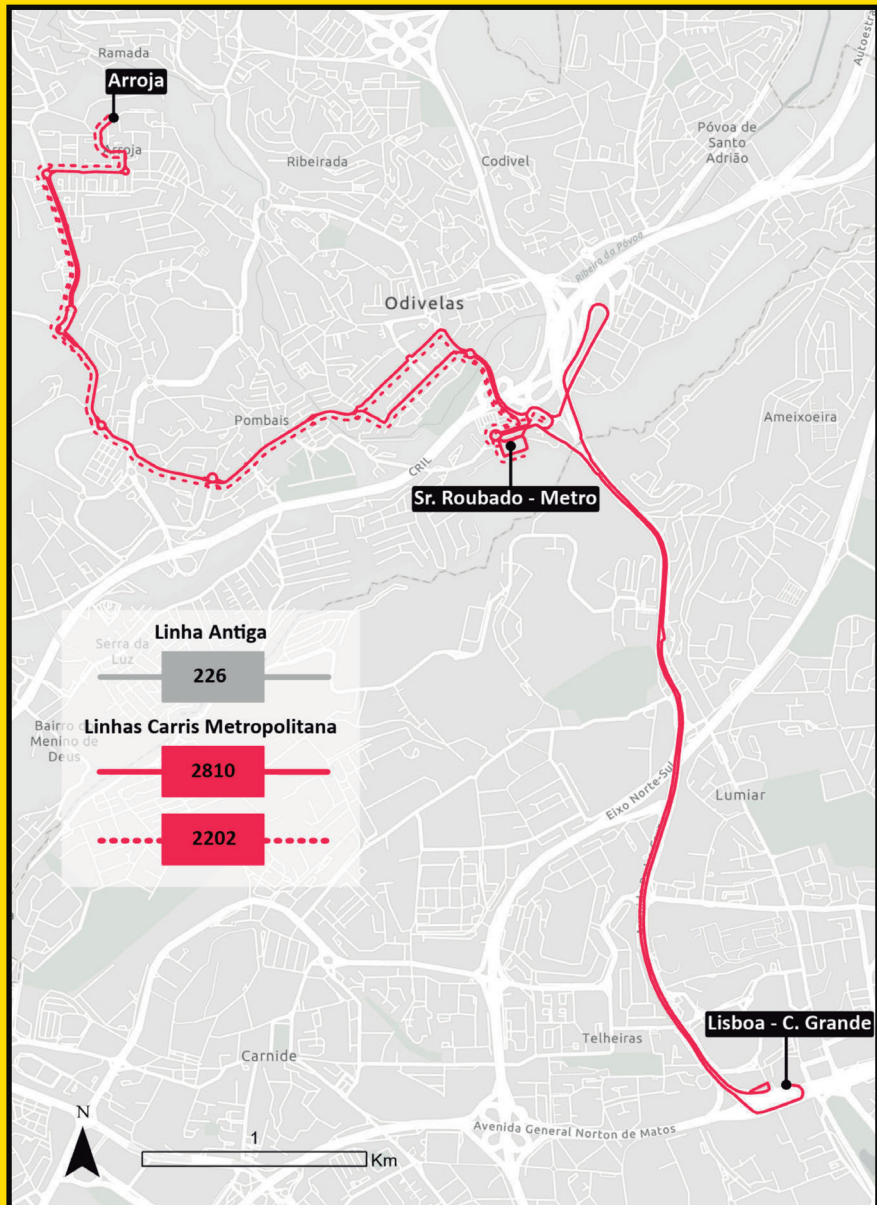 Ramada
Arroja
Arroja
Ribeirada
Codivel
Póvoa de
Santo
Adrião
Ribeira da Póvoa
Odivelas
Pombais
CRIL
Ameixoeira
Sr. Roubado - Metro
Linha Antiga
Serra da
Luz
226
Linhas Carris Metropolitana
Menino de
Deus
2810
2202
Eixo Norte-Sul
Lumiar
Lisboa - C. Grande
Telheiras
Carnide
Avenida General Norton de Matos
N
1
Km